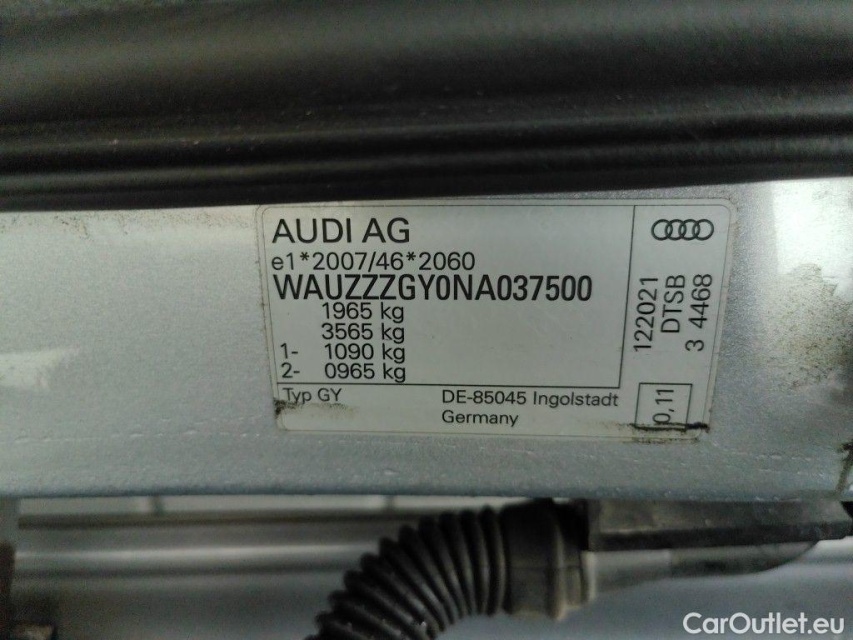 AUDI AG
e1*2007/46*2060
WAUZZZGY0NA037500
1965 kg
3565 kg
1- 1090 kg
2- 0965 kg
Typ GY
DE-85045 Ingolstadt
Germany
122021
DTSB
3 4468
0,11
CarOutlet.eu